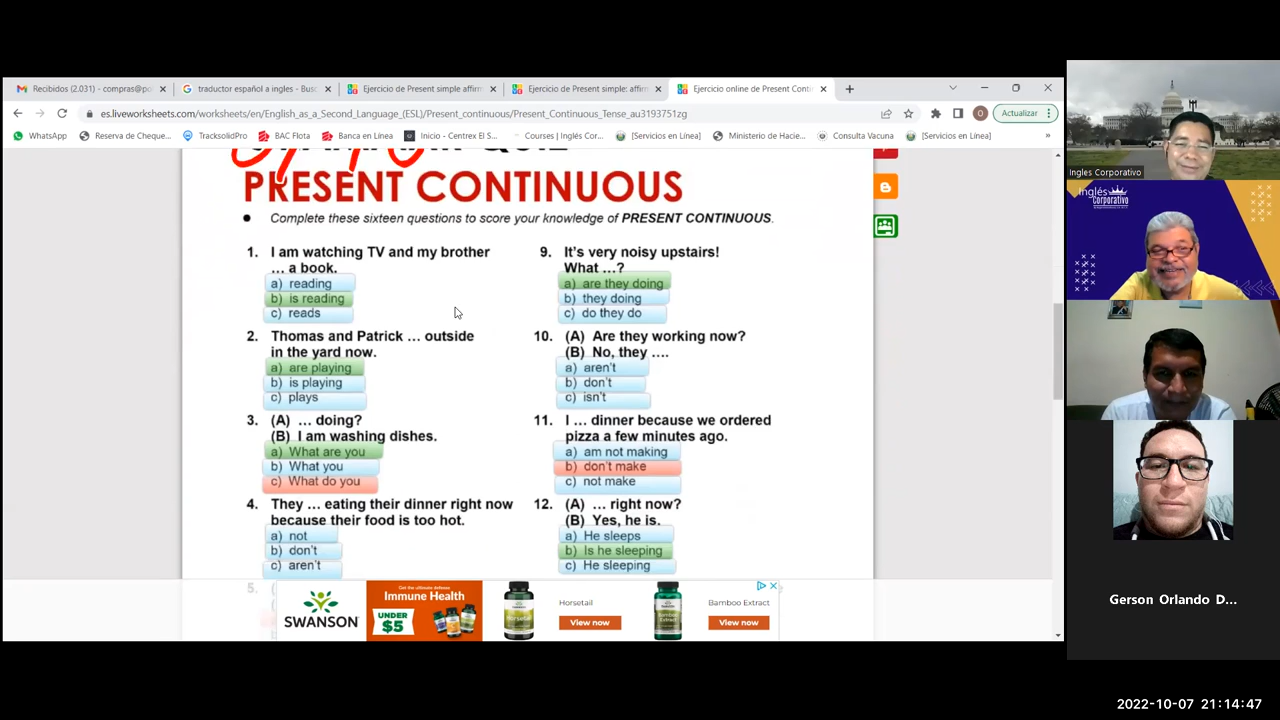 Recibidos (2.031) - compras@po
traductor español a ingles - Bus
Ejercicio de Present simple affirm
Ejercicio de Present simple: affirm
Ejercicio online de Present Conti
es.liveworksheets.com/worksheets/en/English_as_a_Second_Language_(ESL)/Present_continuous/Present_Continuous_Tense_au3193751zg
Actualizar
WhatsApp
Reserva de Cheque...
TracksolidPro
BAC Flota
Banca en Línea
Inicio - Centrex El S...
Courses | Inglés Cor...
[Servicios en Línea]
Ministerio de Hacie...
Consulta Vacuna
[Servicios en Línea]
PRESENT CONTINUOUS
Complete these sixteen questions to score your knowledge of PRESENT CONTINUOUS.
1. I am watching TV and my brother
... a book.
a) reading
b) is reading
c) reads
2. Thomas and Patrick ... outside
in the yard now.
a) are playing
b) is playing
c) plays
3. (A) ... doing?
(B) I am washing dishes.
a) What are you
b) What you
c) What do you
4. They ... eating their dinner right now
because their food is too hot.
a) not
b) don't
c) aren't
5.
9. It's very noisy upstairs!
What ...?
a) are they doing
b) they doing
c) do they do
10. (A) Are they working now?
(B) No, they ....
a) aren't
b) don't
c) isn't
11. I ... dinner because we ordered
pizza a few minutes ago.
a) am not making
b) don't make
c) not make
12. (A) ... right now?
(B) Yes, he is.
a) He sleeps
b) Is he sleeping
c) He sleeping
SWANSON
Get the ultimate defense
Immune Health
UNDER
$5
Horsetail
View now
Bamboo Extract
View now
Ingles Corporativo
Inglés
Corporativo
Gerson Orlando D...
2022-10-07 21:14:47